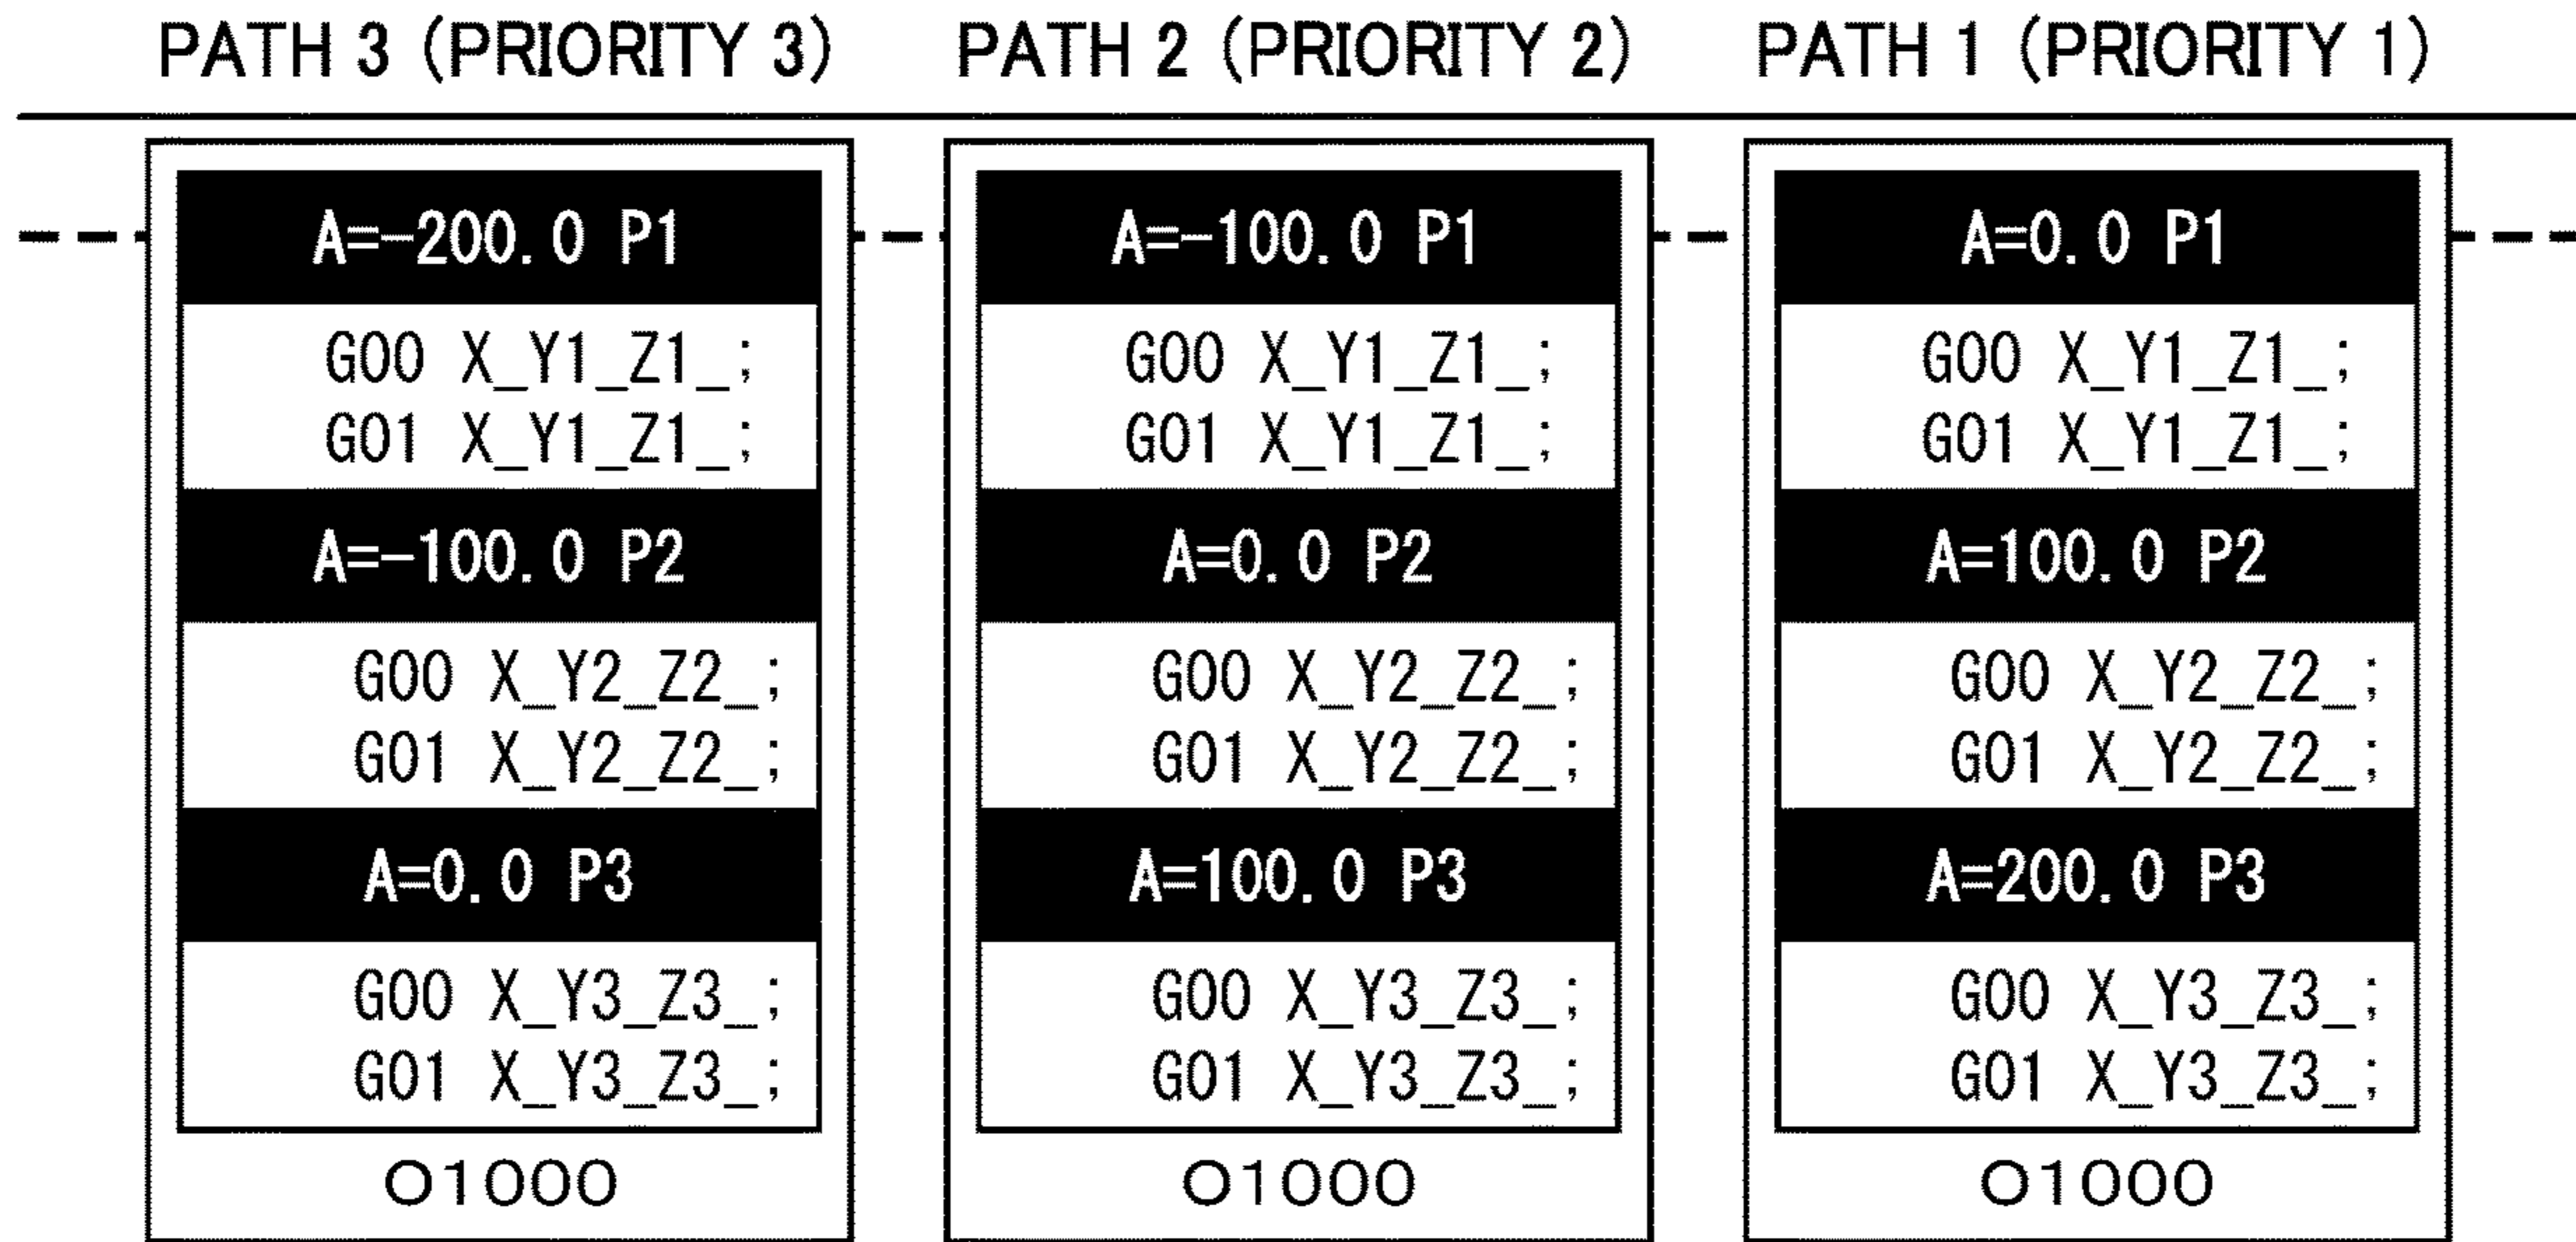 PATH 3 (PRIORITY 3)
A=-200.0 P1
G00 X_Y1_Z1_;
G01 X_Y1_Z1_;
A=-100.0 P2
G00 X_Y2_Z2_;
G01 X_Y2_Z2_;
A=0.0 P3
G00 X_Y3_Z3_;
G01 X_Y3_Z3_;
O1000
PATH 2 (PRIORITY 2)
A=-100.0 P1
G00 X_Y1_Z1_;
G01 X_Y1_Z1_;
A=0.0 P2
G00 X_Y2_Z2_;
G01 X_Y2_Z2_;
A=100.0 P3
G00 X_Y3_Z3_;
G01 X_Y3_Z3_;
O1000
PATH 1 (PRIORITY 1)
A=0.0 P1
G00 X_Y1_Z1_;
G01 X_Y1_Z1_;
A=100.0 P2
G00 X_Y2_Z2_;
G01 X_Y2_Z2_;
A=200.0 P3
G00 X_Y3_Z3_;
G01 X_Y3_Z3_;
O1000